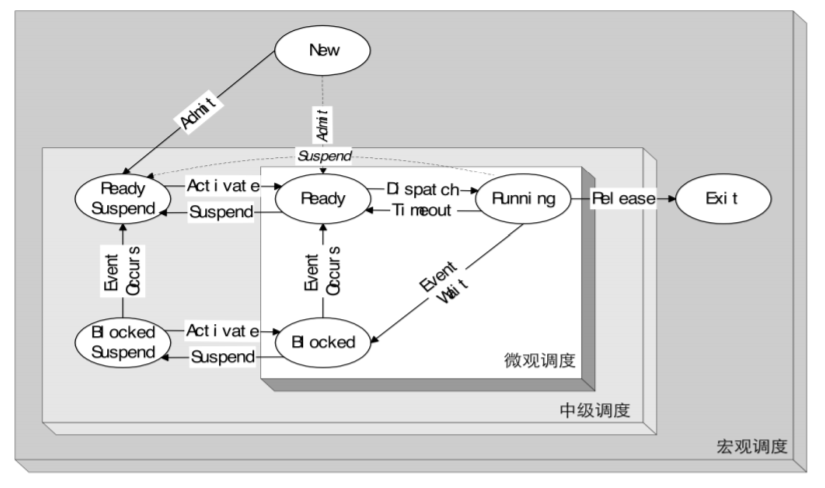 New
Admit
Admit
Suspend
Ready
Suspend
Activate
Suspend
Ready
Dispatch
Timeout
Running
Release
Exit
Event
Occurs
Event
Occurs
Event
Wait
Blocked
Suspend
Activate
Suspend
Blocked
微观调度
中级调度
宏观调度